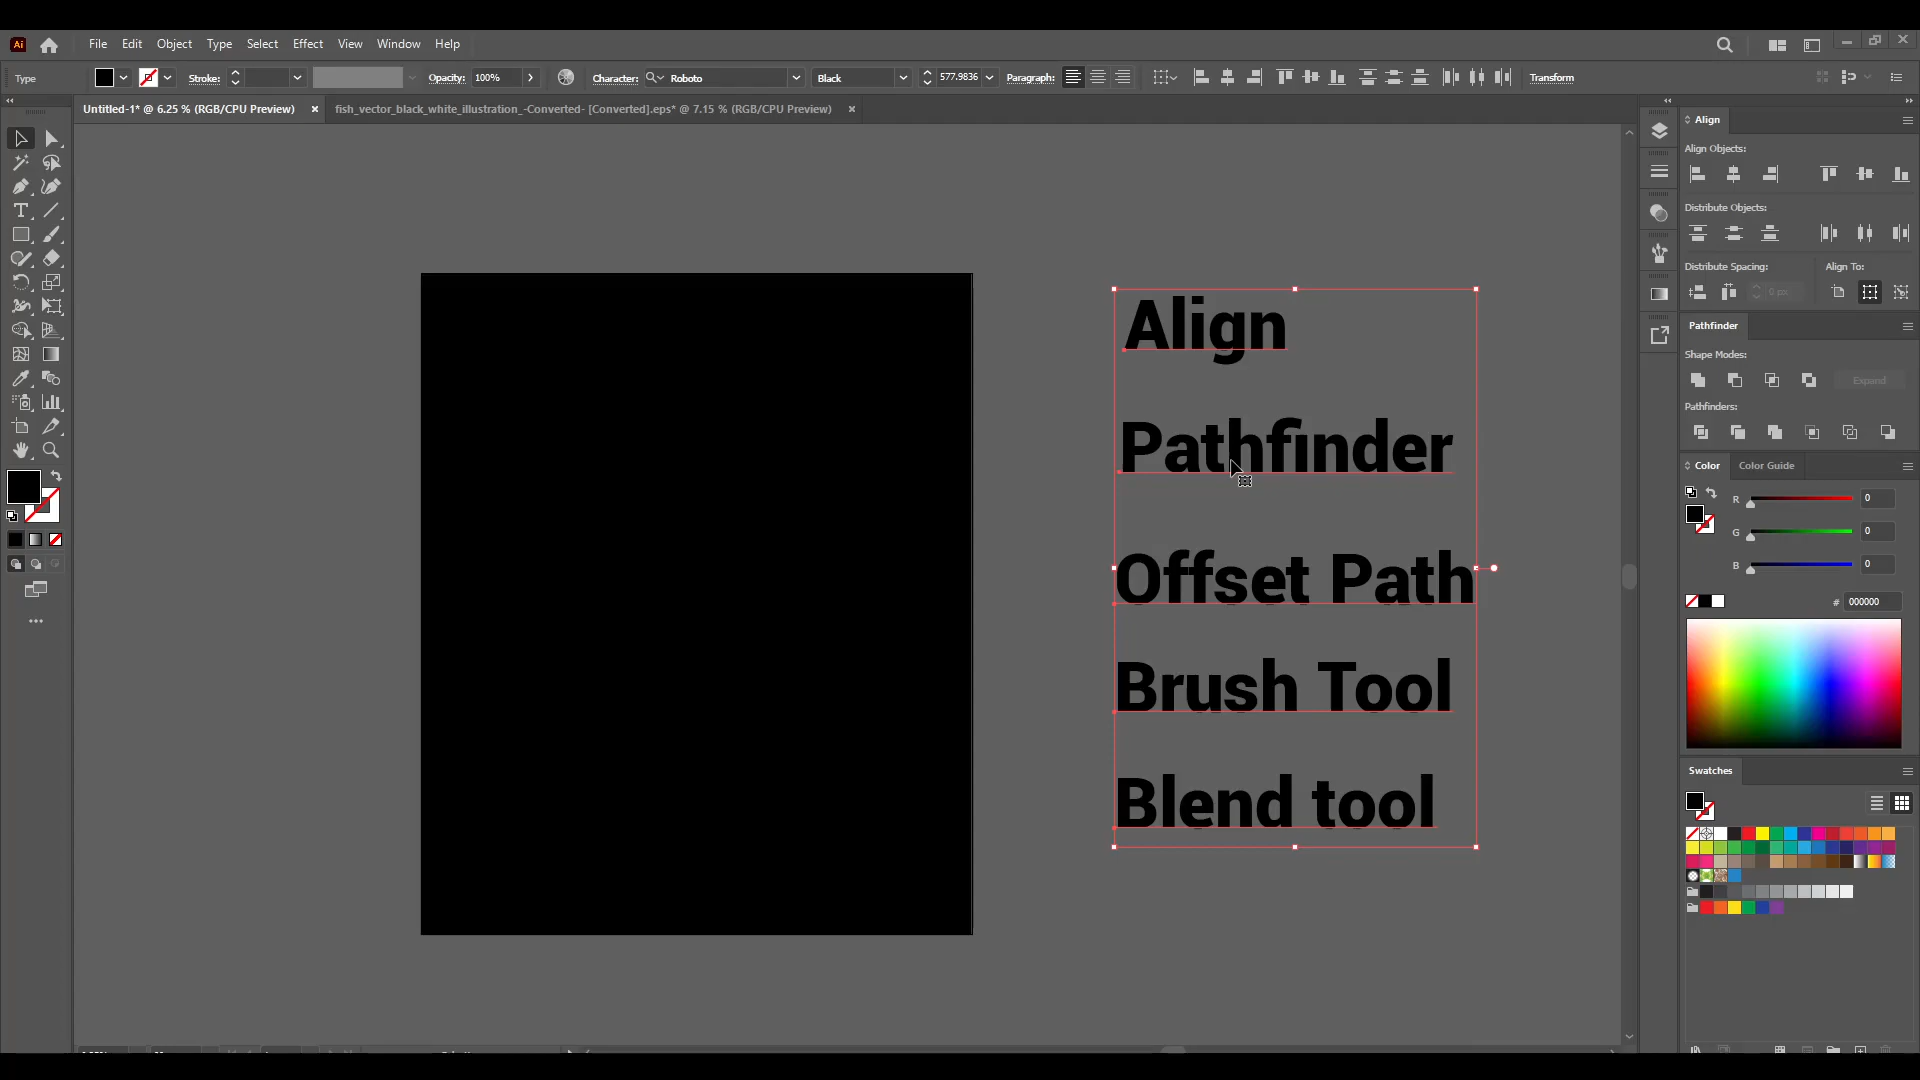 Ai File Edit Object Type Select Effect View Window Help
Type Stroke: Opacity: 100% Character: Roboto Black 577.9836 Paragraph: Transform
Untitled-1* @ 6.25 % (RGB/CPU Preview) fish_vector_black_white_illustration_-Converted- [Converted].eps* @ 7.15 % (RGB/CPU Preview)
Align
Align Objects:
Distribute Objects:
Distribute Spacing: Align To:
0 px
Pathfinder
Shape Modes:
Expand
Pathfinders:
Color Color Guide
R 0
G 0
B 0
# 000000
Swatches
Align
Pathfinder
Offset Path
Brush Tool
Blend tool